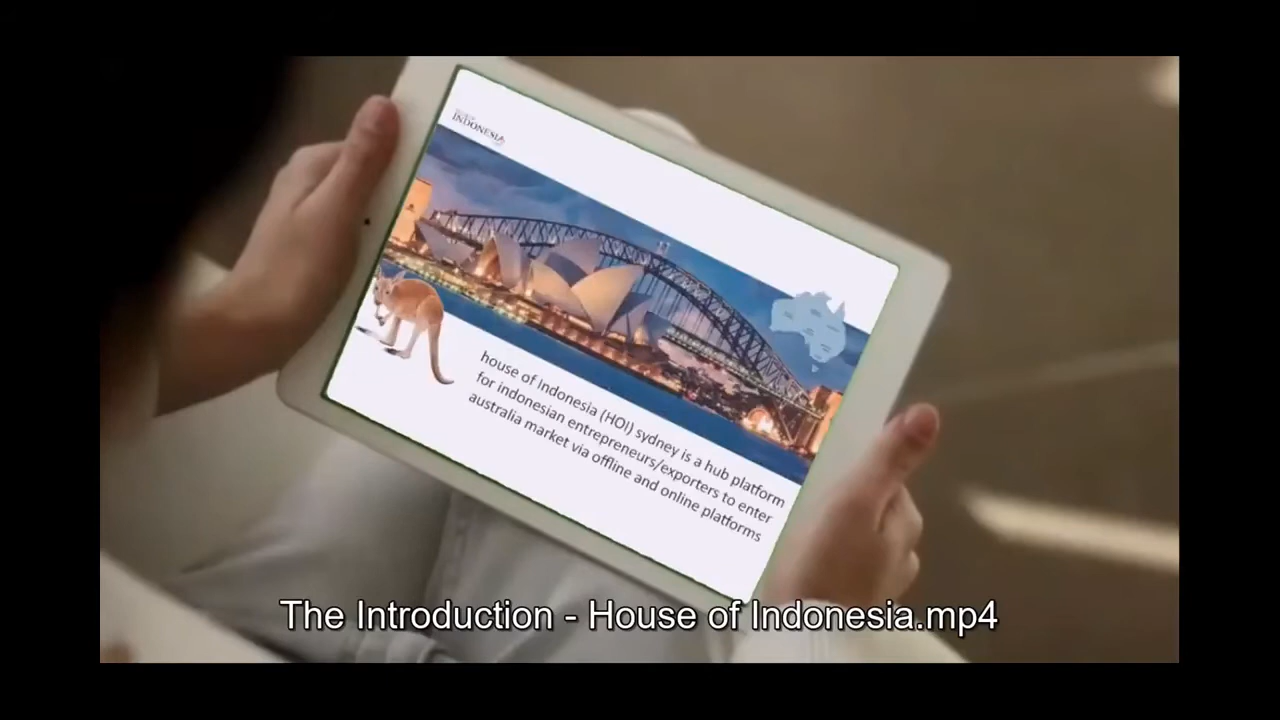 INDONESIA
house of Indonesia (HOI) sydney is a hub platform
for indonesian entrepreneurs/exporters to enter
australia market via offline and online platforms
The Introduction - House of Indonesia.mp4